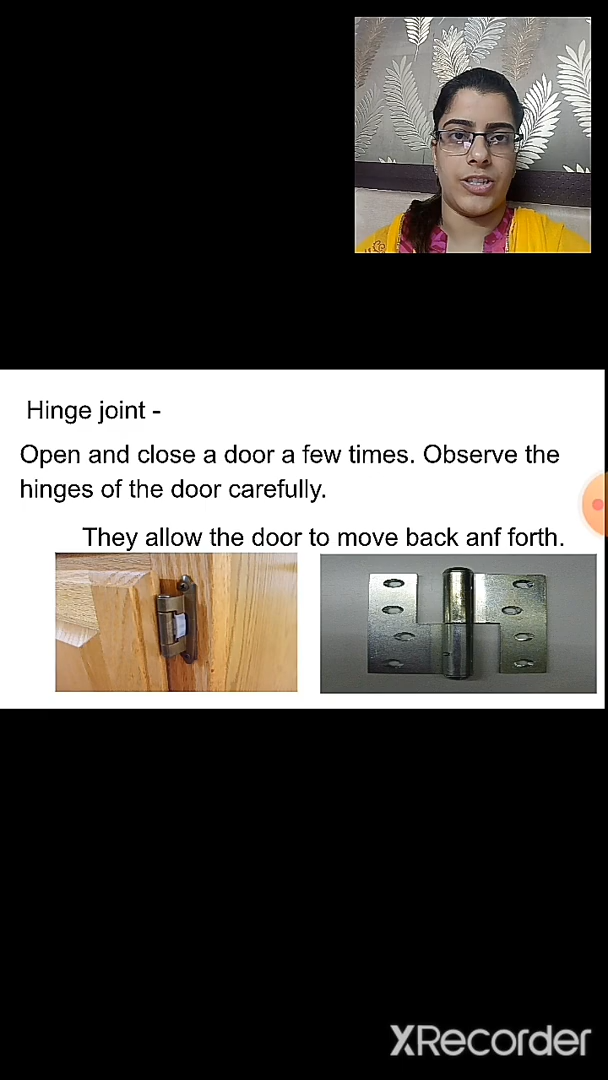 Hinge joint -
Open and close a door a few times. Observe the
hinges of the door carefully.
They allow the door to move back anf forth.
XRecorder